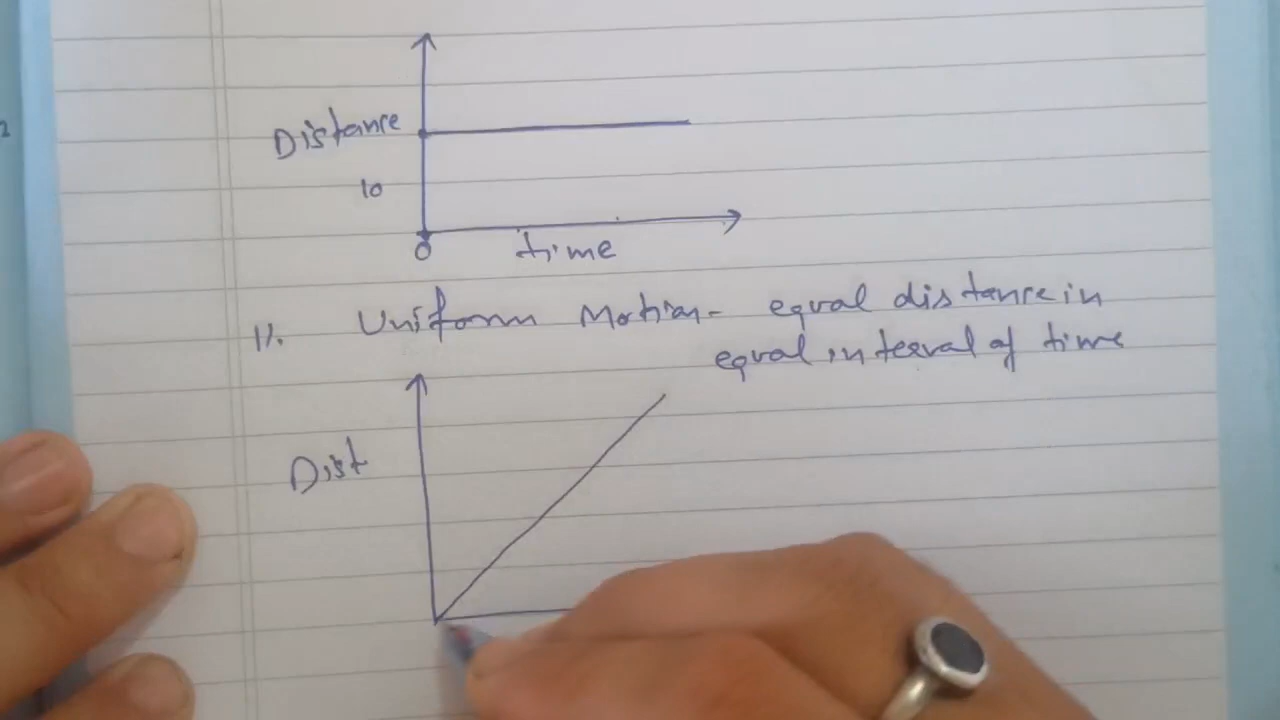 Distance
10
0
time
11. Uniform Motion - equal distance in
equal interval of time
Dist